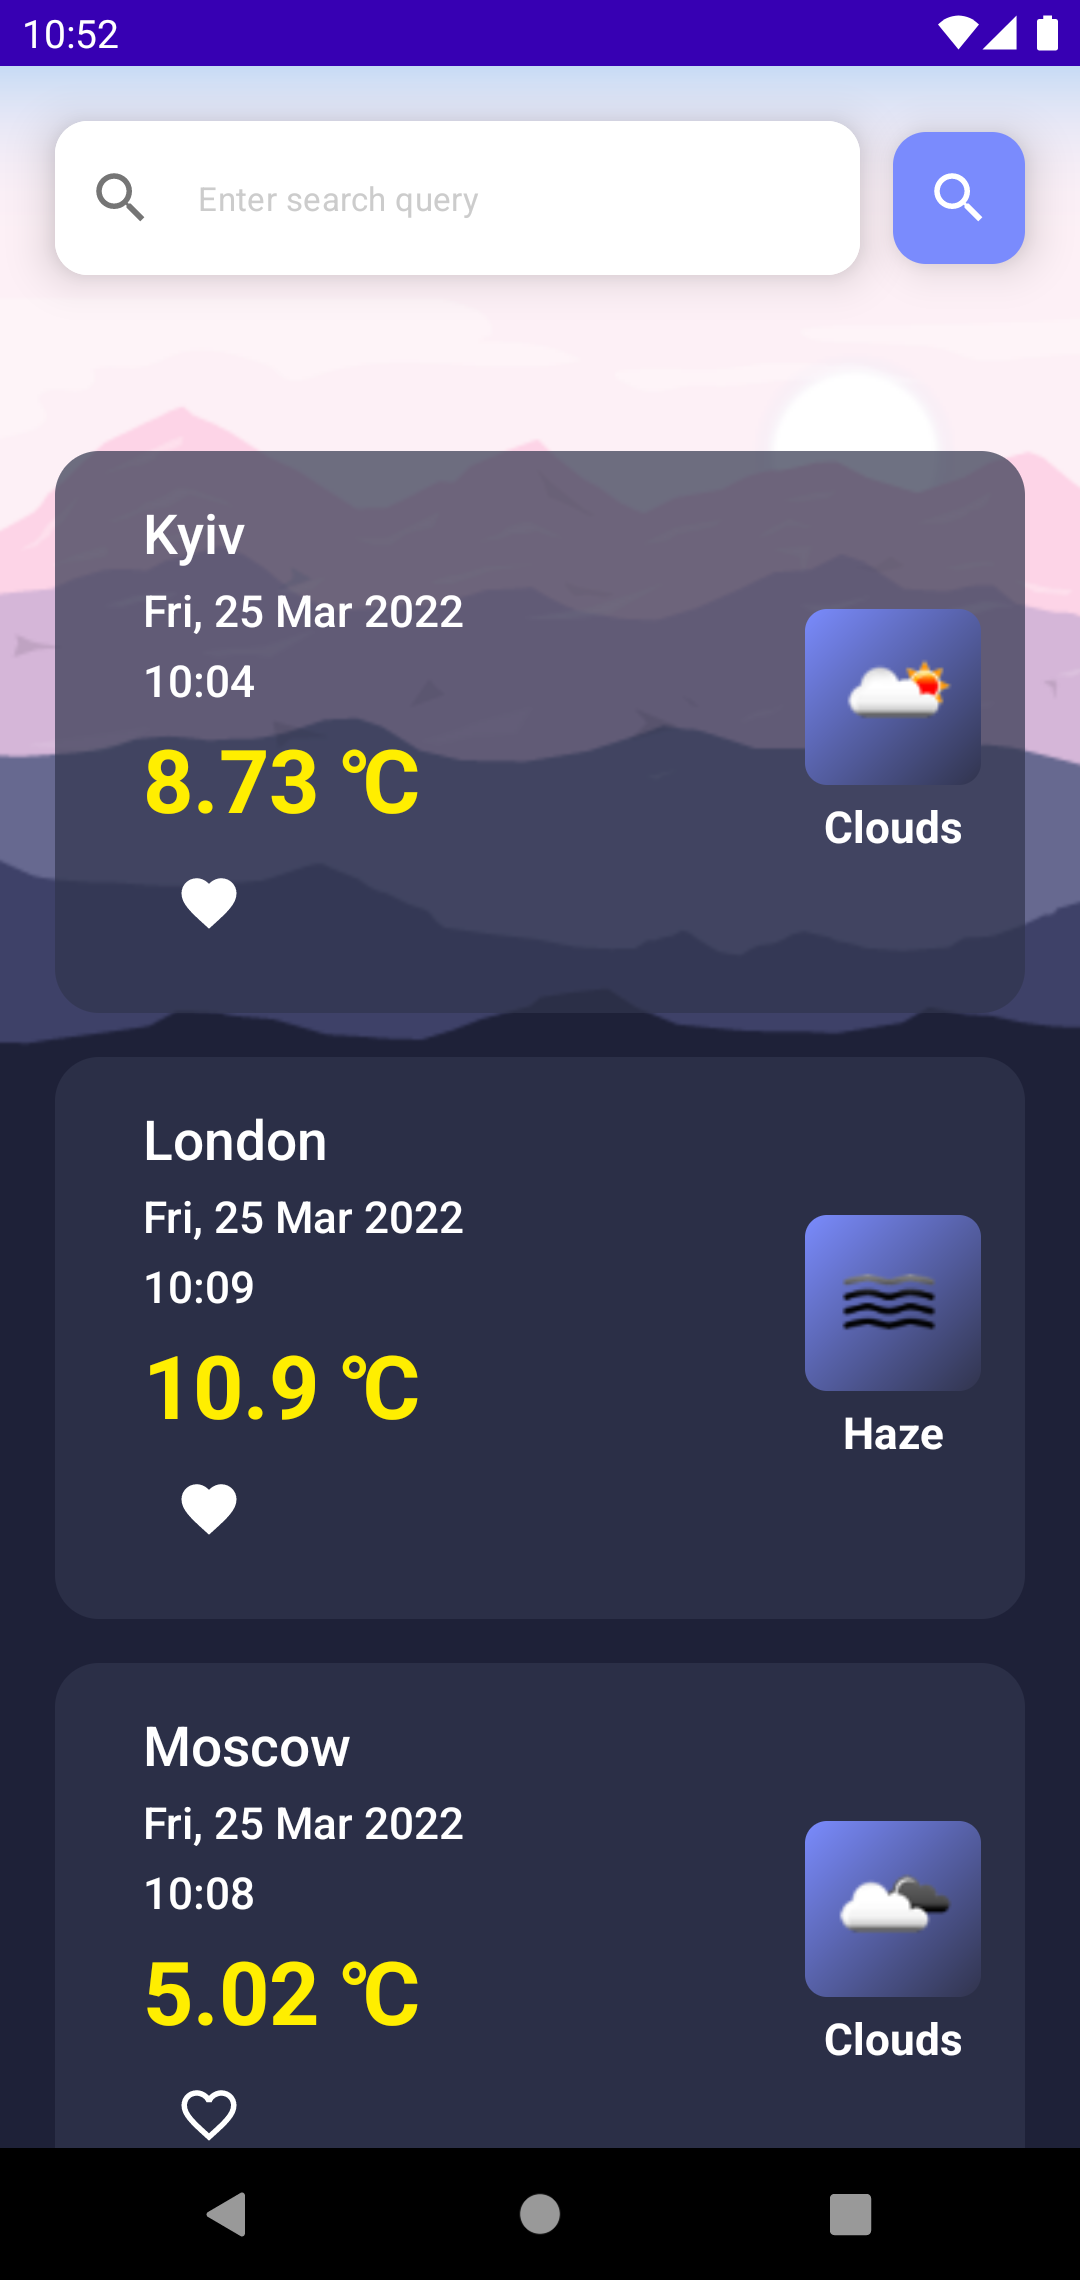 10:52
Enter search query
Kyiv
Fri, 25 Mar 2022
10:04
8.73 ℃
Clouds
London
Fri, 25 Mar 2022
10:09
10.9 ℃
Haze
Moscow
Fri, 25 Mar 2022
10:08
5.02 ℃
Clouds